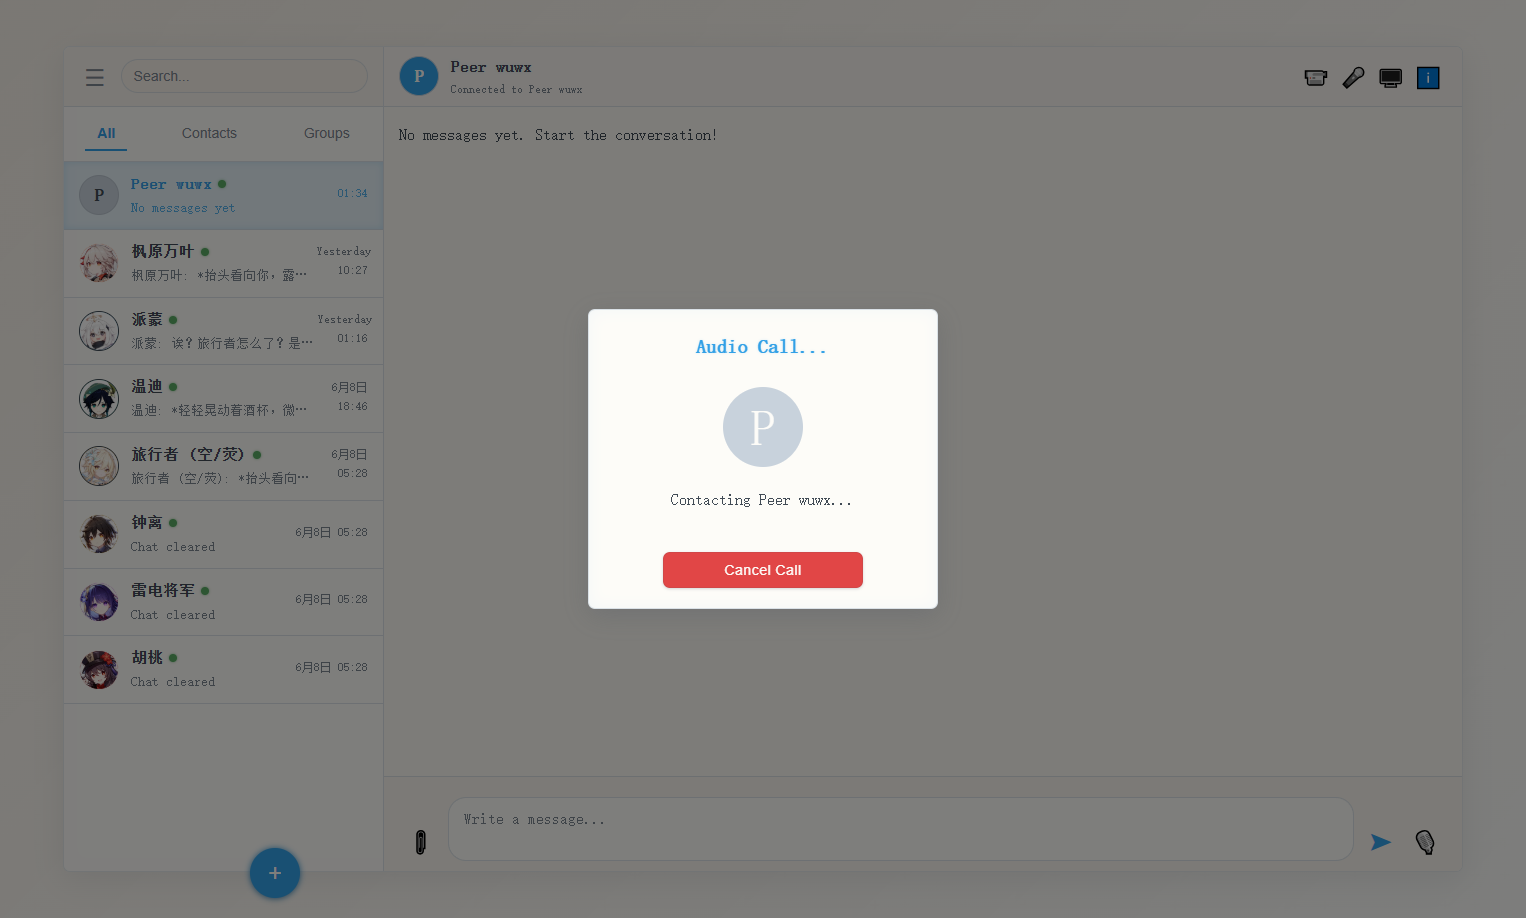 Search...
P
Peer wuwx
Connected to Peer wuwx
i
All
Contacts
Groups
P
Peer wuwx
01:34
No messages yet
枫原万叶
Yesterday
10:27
枫原万叶: *抬头看向你，露…
派蒙
Yesterday
01:16
派蒙: 诶？旅行者怎么了？是…
温迪
6月8日
18:46
温迪: *轻轻晃动着酒杯，微…
旅行者 (空/荧)
6月8日
05:28
旅行者 (空/荧): *抬头看向…
钟离
6月8日 05:28
Chat cleared
雷电将军
6月8日 05:28
Chat cleared
胡桃
6月8日 05:28
Chat cleared
+
No messages yet. Start the conversation!
Audio Call...
P
Contacting Peer wuwx...
Cancel Call
Write a message...